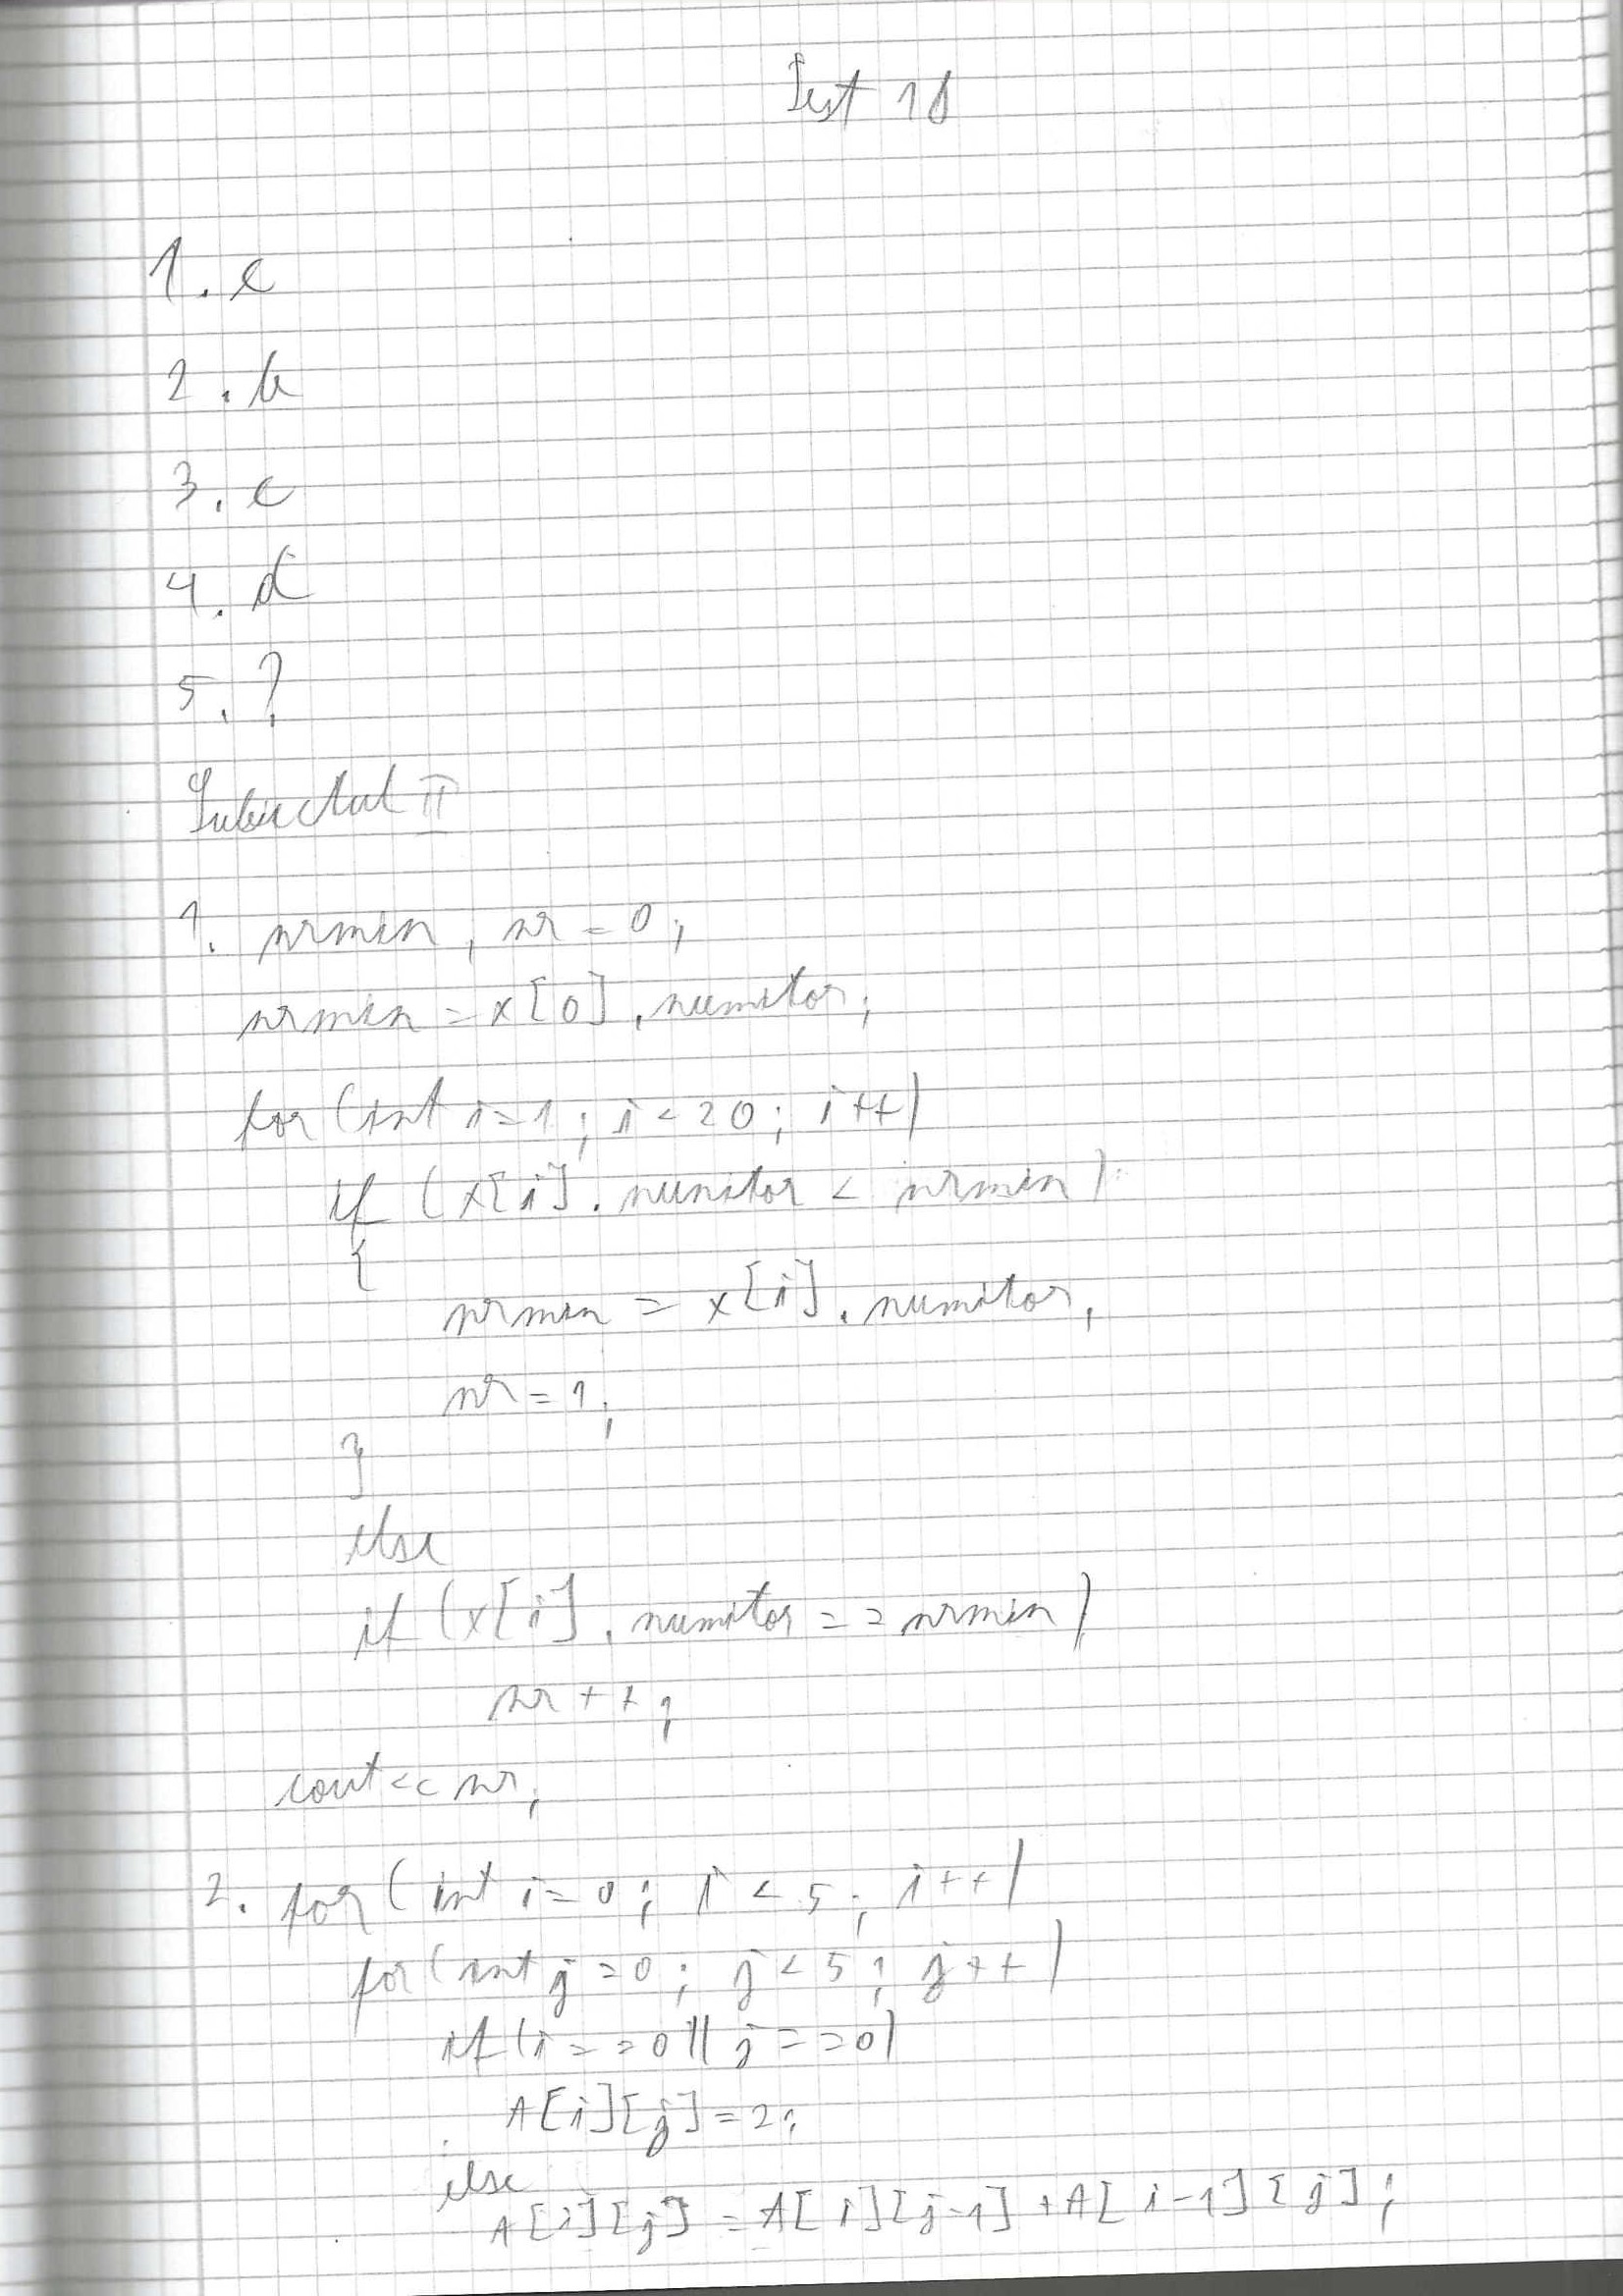 Test 18
1. c
2. b
3. c
4. d
5. ?
Subiectul II
1. nrmin, nr = 0;
nrmin = x[0].numitor;
for (int i=1; i<20; i++)
if (x[i].numitor < nrmin)
{
nrmin = x[i].numitor;
nr = 1;
}
else
if (x[i].numitor == nrmin)
nr++;
cout<< nr;
2. for (int i=0; i<5; i++)
for (int j=0; j<5; j++)
if (i==0 || j==0)
A[i][j]=2;
else
A[i][j] = A[i][j-1] + A[i-1][j];